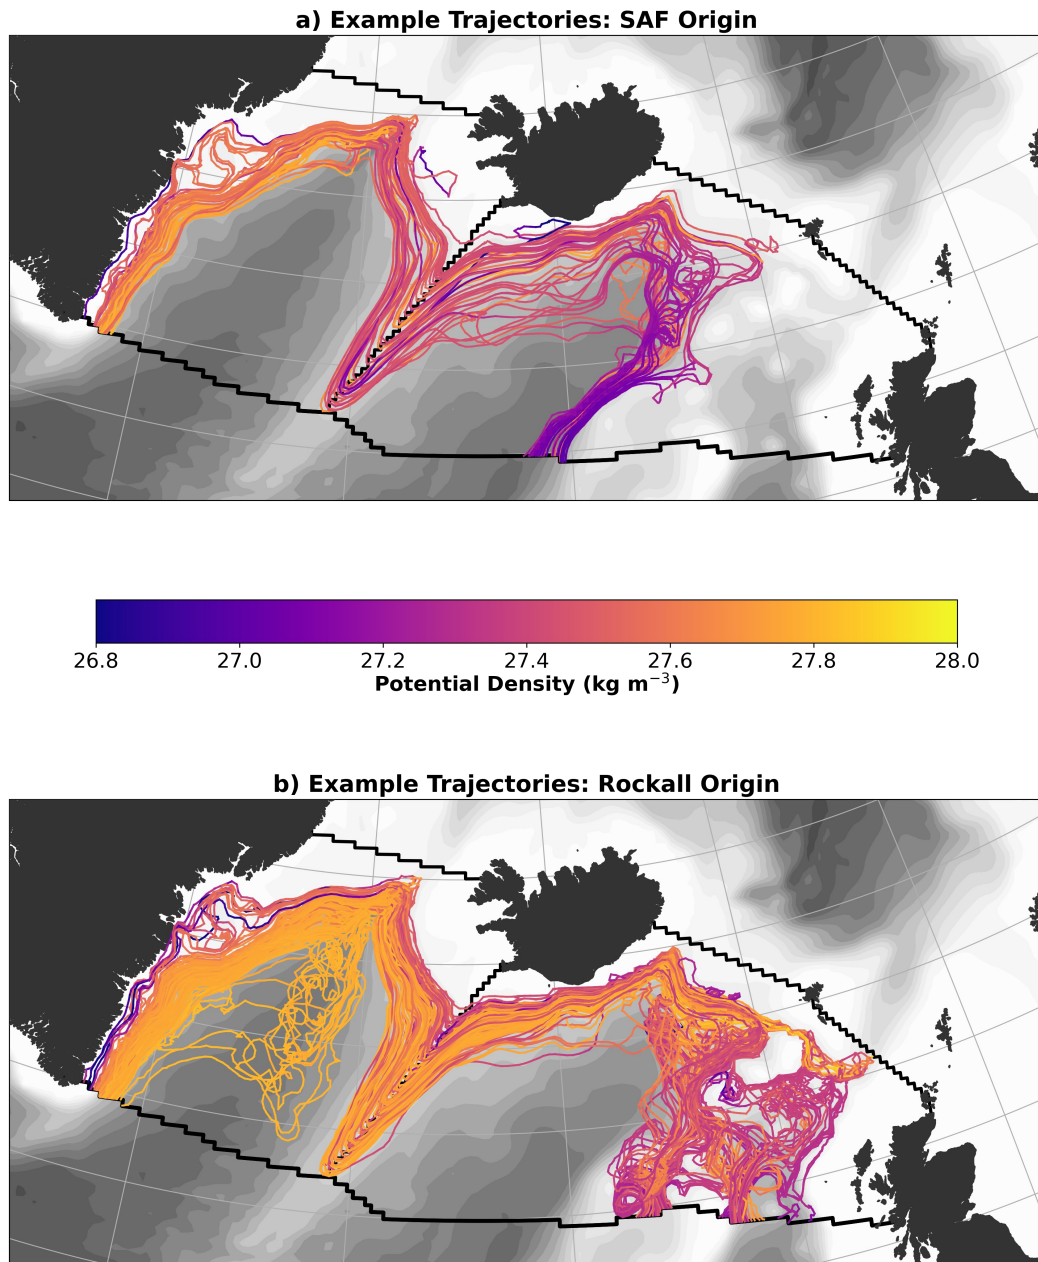 a) Example Trajectories: SAF Origin
26.8 27.0 27.2 27.4 27.6 27.8 28.0
Potential Density (kg m⁻³)
b) Example Trajectories: Rockall Origin